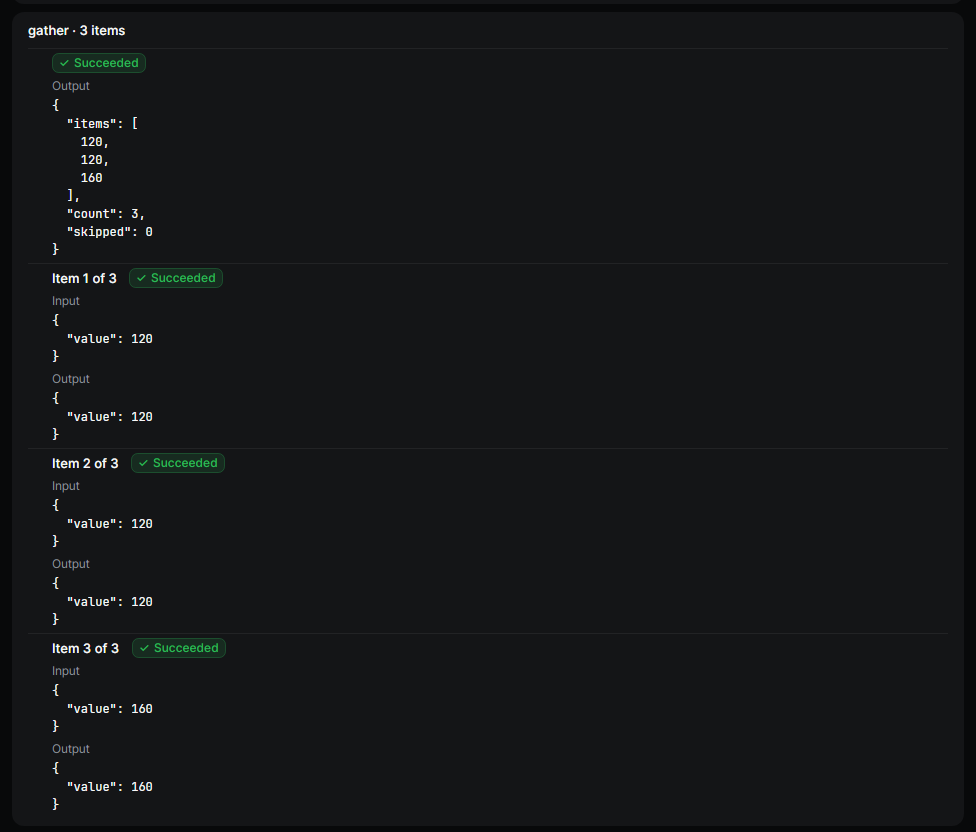 gather · 3 items
✓ Succeeded
Output
{
  "items": [
    120,
    120,
    160
  ],
  "count": 3,
  "skipped": 0
}
Item 1 of 3 ✓ Succeeded
Input
{
  "value": 120
}
Output
{
  "value": 120
}
Item 2 of 3 ✓ Succeeded
Input
{
  "value": 120
}
Output
{
  "value": 120
}
Item 3 of 3 ✓ Succeeded
Input
{
  "value": 160
}
Output
{
  "value": 160
}